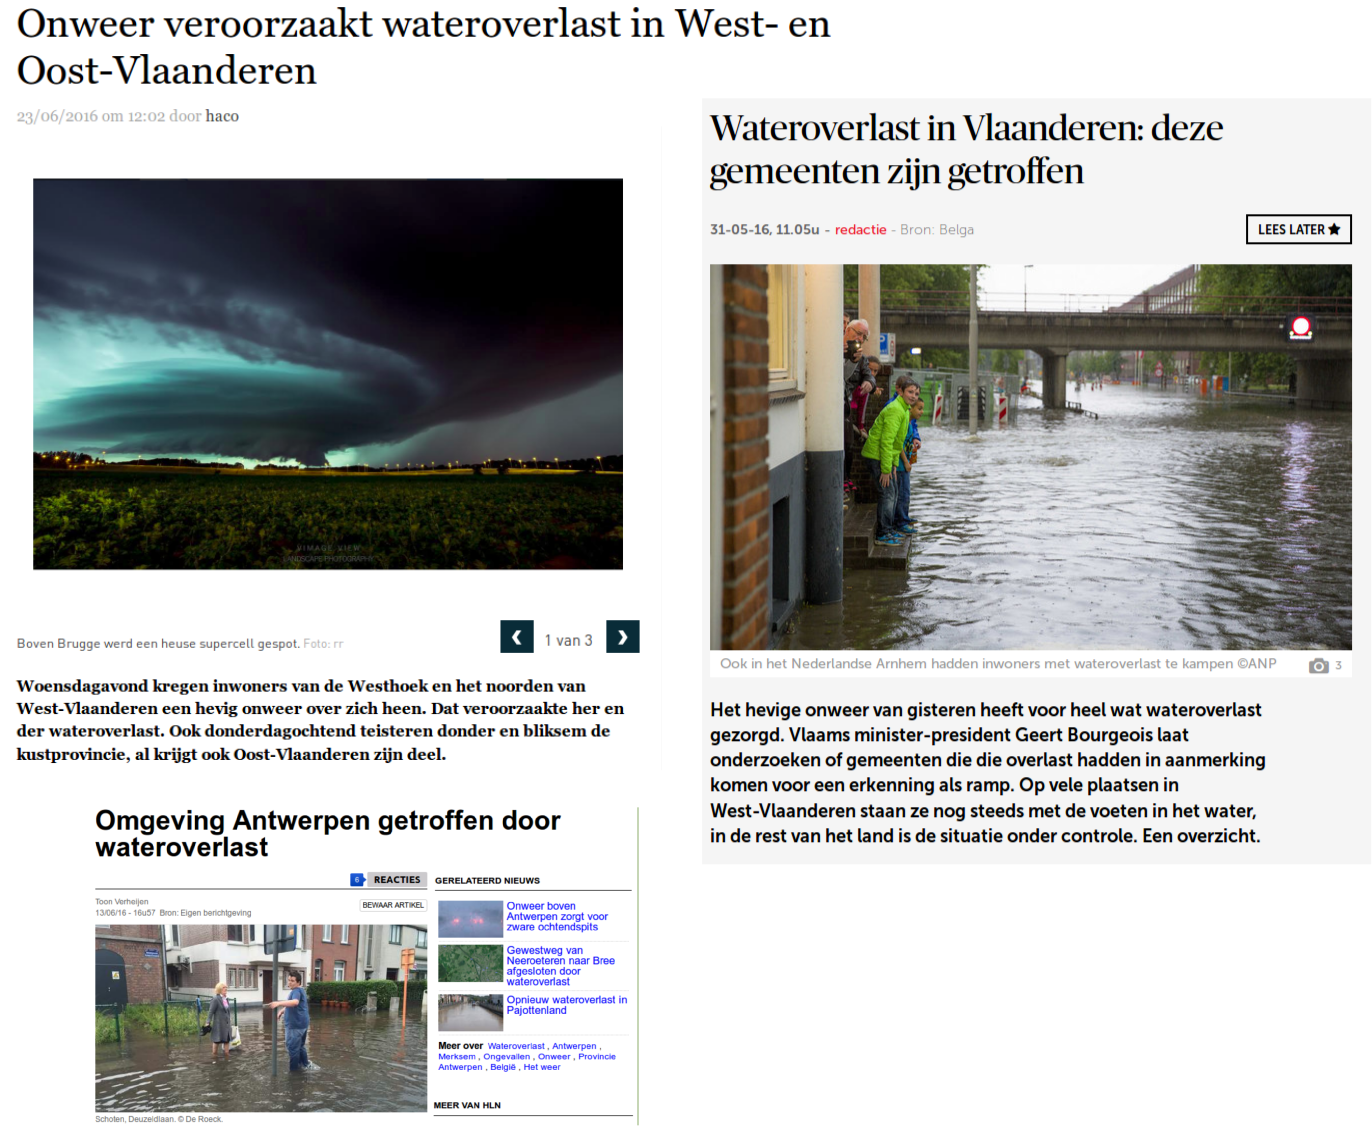 Onweer veroorzaakt wateroverlast in West- en
Oost-Vlaanderen
23/06/2016 om 12:02 door haco
VIMAGE VIEW
LANDSCAPE PHOTOGRAPHY
Boven Brugge werd een heuse supercell gespot. Foto: rr
1 van 3
Woensdagavond kregen inwoners van de Westhoek en het noorden van
West-Vlaanderen een hevig onweer over zich heen. Dat veroorzaakte her en
der wateroverlast. Ook donderdagochtend teisteren donder en bliksem de
kustprovincie, al krijgt ook Oost-Vlaanderen zijn deel.
Wateroverlast in Vlaanderen: deze
gemeenten zijn getroffen
31-05-16, 11.05u - redactie - Bron: Belga
LEES LATER
Ook in het Nederlandse Arnhem hadden inwoners met wateroverlast te kampen ©ANP
3
Het hevige onweer van gisteren heeft voor heel wat wateroverlast
gezorgd. Vlaams minister-president Geert Bourgeois laat
onderzoeken of gemeenten die die overlast hadden in aanmerking
komen voor een erkenning als ramp. Op vele plaatsen in
West-Vlaanderen staan ze nog steeds met de voeten in het water,
in de rest van het land is de situatie onder controle. Een overzicht.
Omgeving Antwerpen getroffen door
wateroverlast
6 REACTIES
Toon Verheijen
13/06/16 - 16u57 Bron: Eigen berichtgeving
BEWAAR ARTIKEL
Schoten, Deuzeldlaan. © De Roeck.
GERELATEERD NIEUWS
Onweer boven
Antwerpen zorgt voor
zware ochtendspits
Gewestweg van
Neeroeteren naar Bree
afgesloten door
wateroverlast
Opnieuw wateroverlast in
Pajottenland
Meer over Wateroverlast , Antwerpen ,
Merksem , Ongevallen , Onweer , Provincie
Antwerpen , België , Het weer
MEER VAN HLN